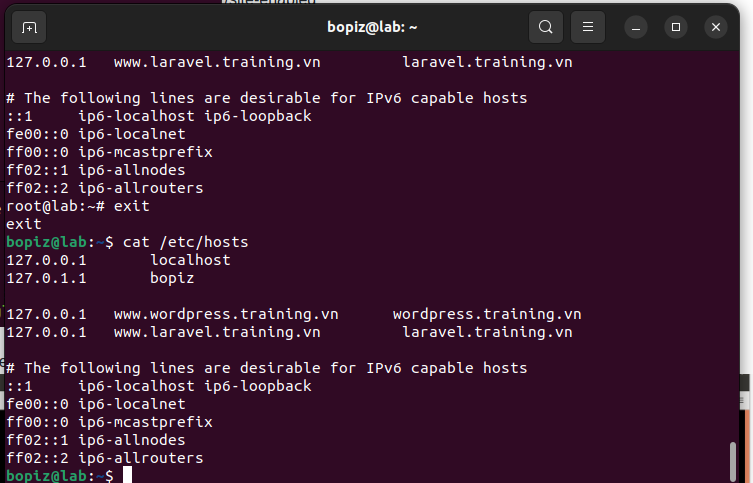 /site-enabled
bopiz@lab: ~
127.0.0.1   www.laravel.training.vn         laravel.training.vn
# The following lines are desirable for IPv6 capable hosts
::1     ip6-localhost ip6-loopback
fe00::0 ip6-localnet
ff00::0 ip6-mcastprefix
ff02::1 ip6-allnodes
ff02::2 ip6-allrouters
root@lab:~# exit
exit
bopiz@lab:~$ cat /etc/hosts
127.0.0.1       localhost
127.0.1.1       bopiz
127.0.0.1   www.wordpress.training.vn      wordpress.training.vn
127.0.0.1   www.laravel.training.vn         laravel.training.vn
# The following lines are desirable for IPv6 capable hosts
::1     ip6-localhost ip6-loopback
fe00::0 ip6-localnet
ff00::0 ip6-mcastprefix
ff02::1 ip6-allnodes
ff02::2 ip6-allrouters
bopiz@lab:~$